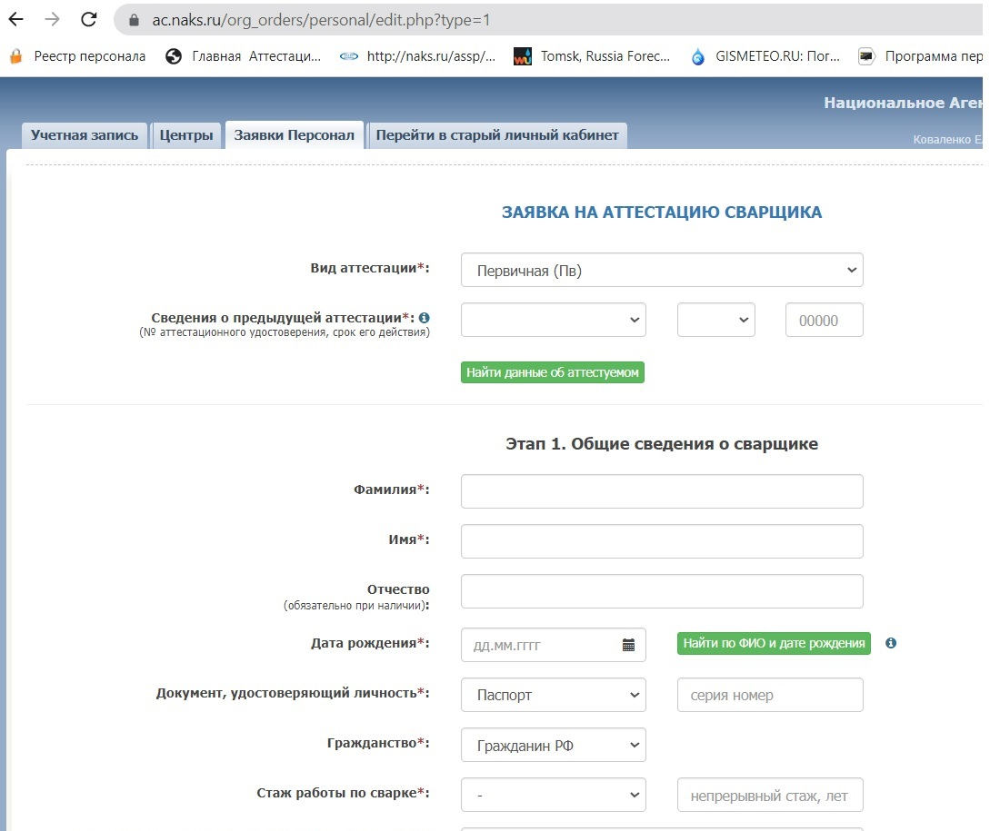 ac.naks.ru/org_orders/personal/edit.php?type=1
Реестр персонала Главная Аттестаци... http://naks.ru/assp/... Tomsk, Russia Forec... GISMETEO.RU: Пог... Программа пер
Национальное Аген
Учетная запись Центры Заявки Персонал Перейти в старый личный кабинет
Коваленко Е
ЗАЯВКА НА АТТЕСТАЦИЮ СВАРЩИКА
Вид аттестации*: Первичная (Пв)
Сведения о предыдущей аттестации*: 00000
(№ аттестационного удостоверения, срок его действия)
Найти данные об аттестуемом
Этап 1. Общие сведения о сварщике
Фамилия*:
Имя*:
Отчество
(обязательно при наличии):
Дата рождения*: дд.мм.гггг Найти по ФИО и дате рождения
Документ, удостоверяющий личность*: Паспорт серия номер
Гражданство*: Гражданин РФ
Стаж работы по сварке*: - непрерывный стаж, лет